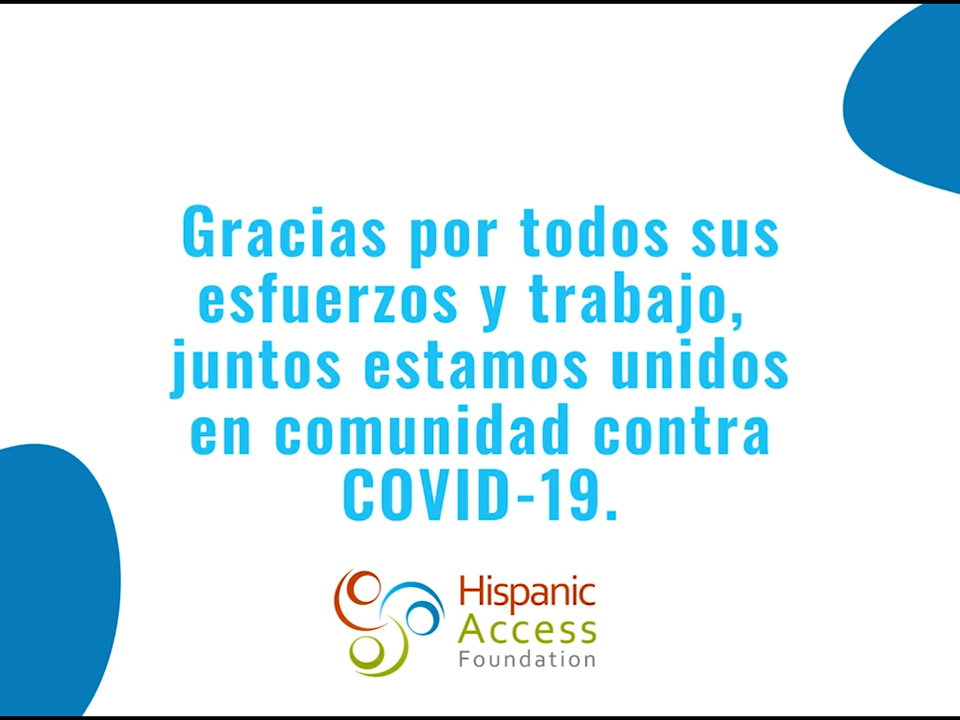 Gracias por todos sus
esfuerzos y trabajo,
juntos estamos unidos
en comunidad contra
COVID-19.
Hispanic
Access
Foundation